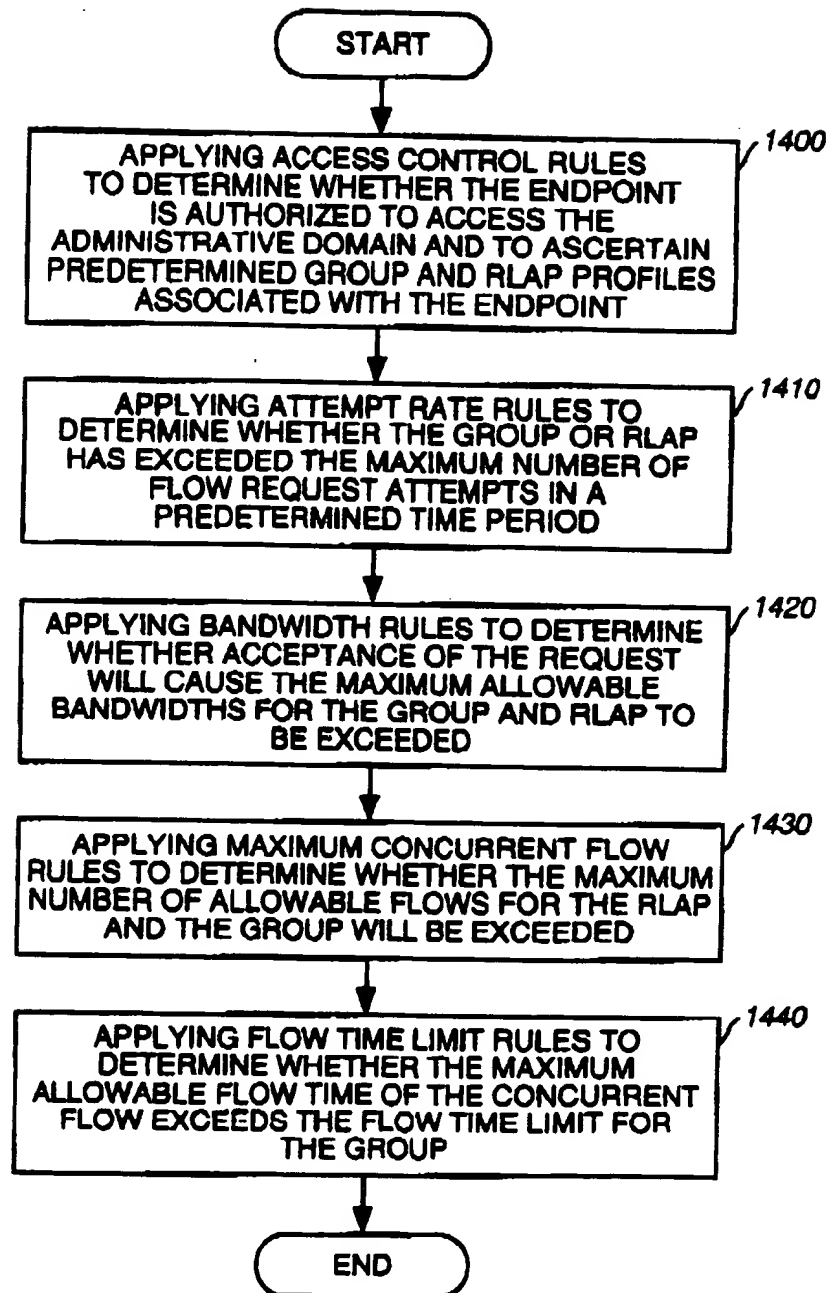 START
1400
APPLYING ACCESS CONTROL RULES
TO DETERMINE WHETHER THE ENDPOINT
IS AUTHORIZED TO ACCESS THE
ADMINISTRATIVE DOMAIN AND TO ASCERTAIN
PREDETERMINED GROUP AND RLAP PROFILES
ASSOCIATED WITH THE ENDPOINT
1410
APPLYING ATTEMPT RATE RULES TO
DETERMINE WHETHER THE GROUP OR RLAP
HAS EXCEEDED THE MAXIMUM NUMBER OF
FLOW REQUEST ATTEMPTS IN A
PREDETERMINED TIME PERIOD
1420
APPLYING BANDWIDTH RULES TO DETERMINE
WHETHER ACCEPTANCE OF THE REQUEST
WILL CAUSE THE MAXIMUM ALLOWABLE
BANDWIDTHS FOR THE GROUP AND RLAP TO
BE EXCEEDED
1430
APPLYING MAXIMUM CONCURRENT FLOW
RULES TO DETERMINE WHETHER THE MAXIMUM
NUMBER OF ALLOWABLE FLOWS FOR THE RLAP
AND THE GROUP WILL BE EXCEEDED
1440
APPLYING FLOW TIME LIMIT RULES TO
DETERMINE WHETHER THE MAXIMUM
ALLOWABLE FLOW TIME OF THE CONCURRENT
FLOW EXCEEDS THE FLOW TIME LIMIT FOR
THE GROUP
END